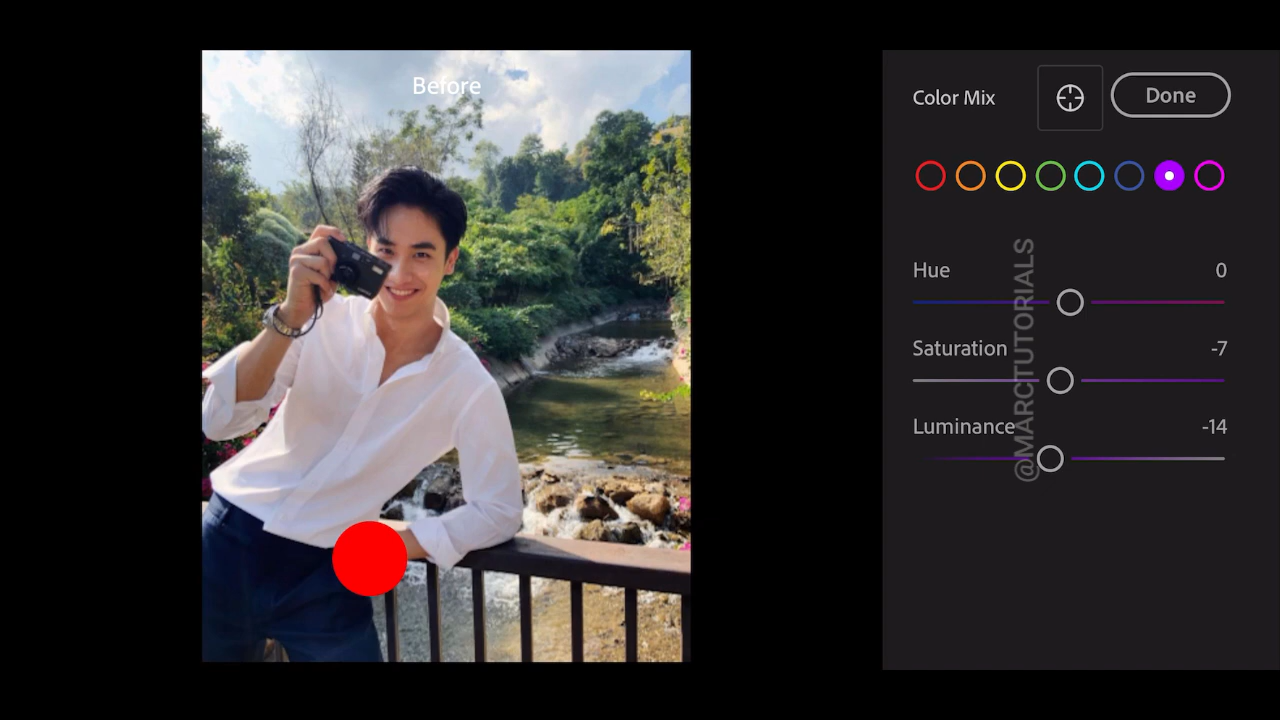 Before
Color Mix
Done
Hue 0
Saturation -7
Luminance -14
@MARCTUTORIALS